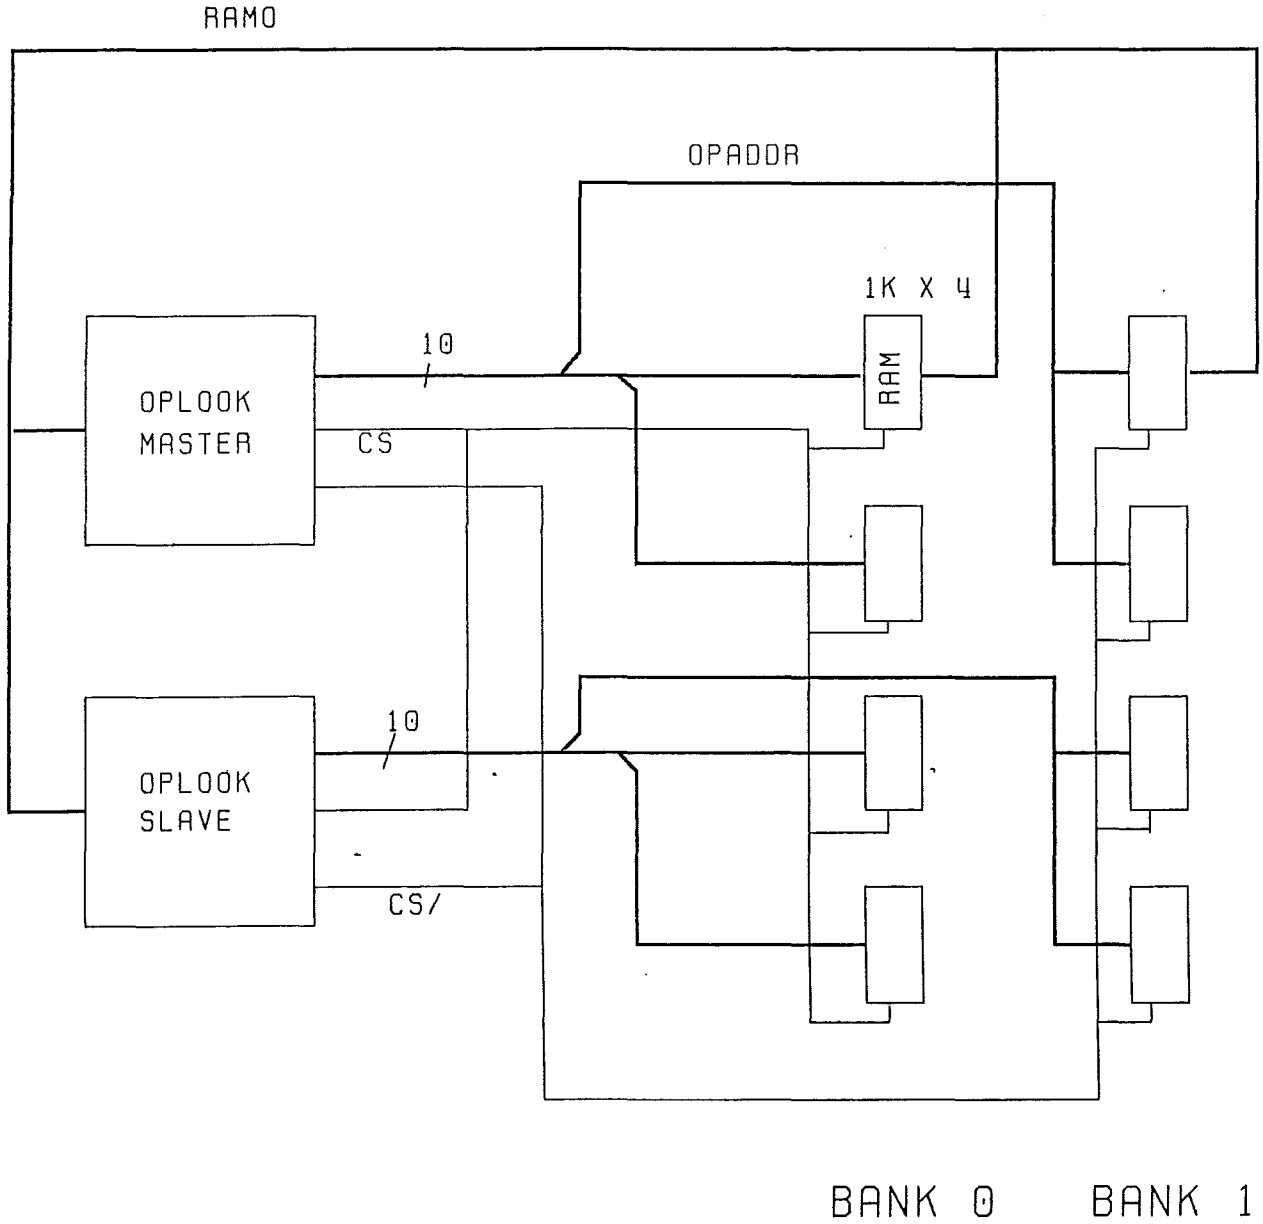 RAMO
OPADDR
1K X 4
10
RAM
OPLOOK
MASTER
CS
10
OPLOOK
SLAVE
CS/
BANK 0
BANK 1